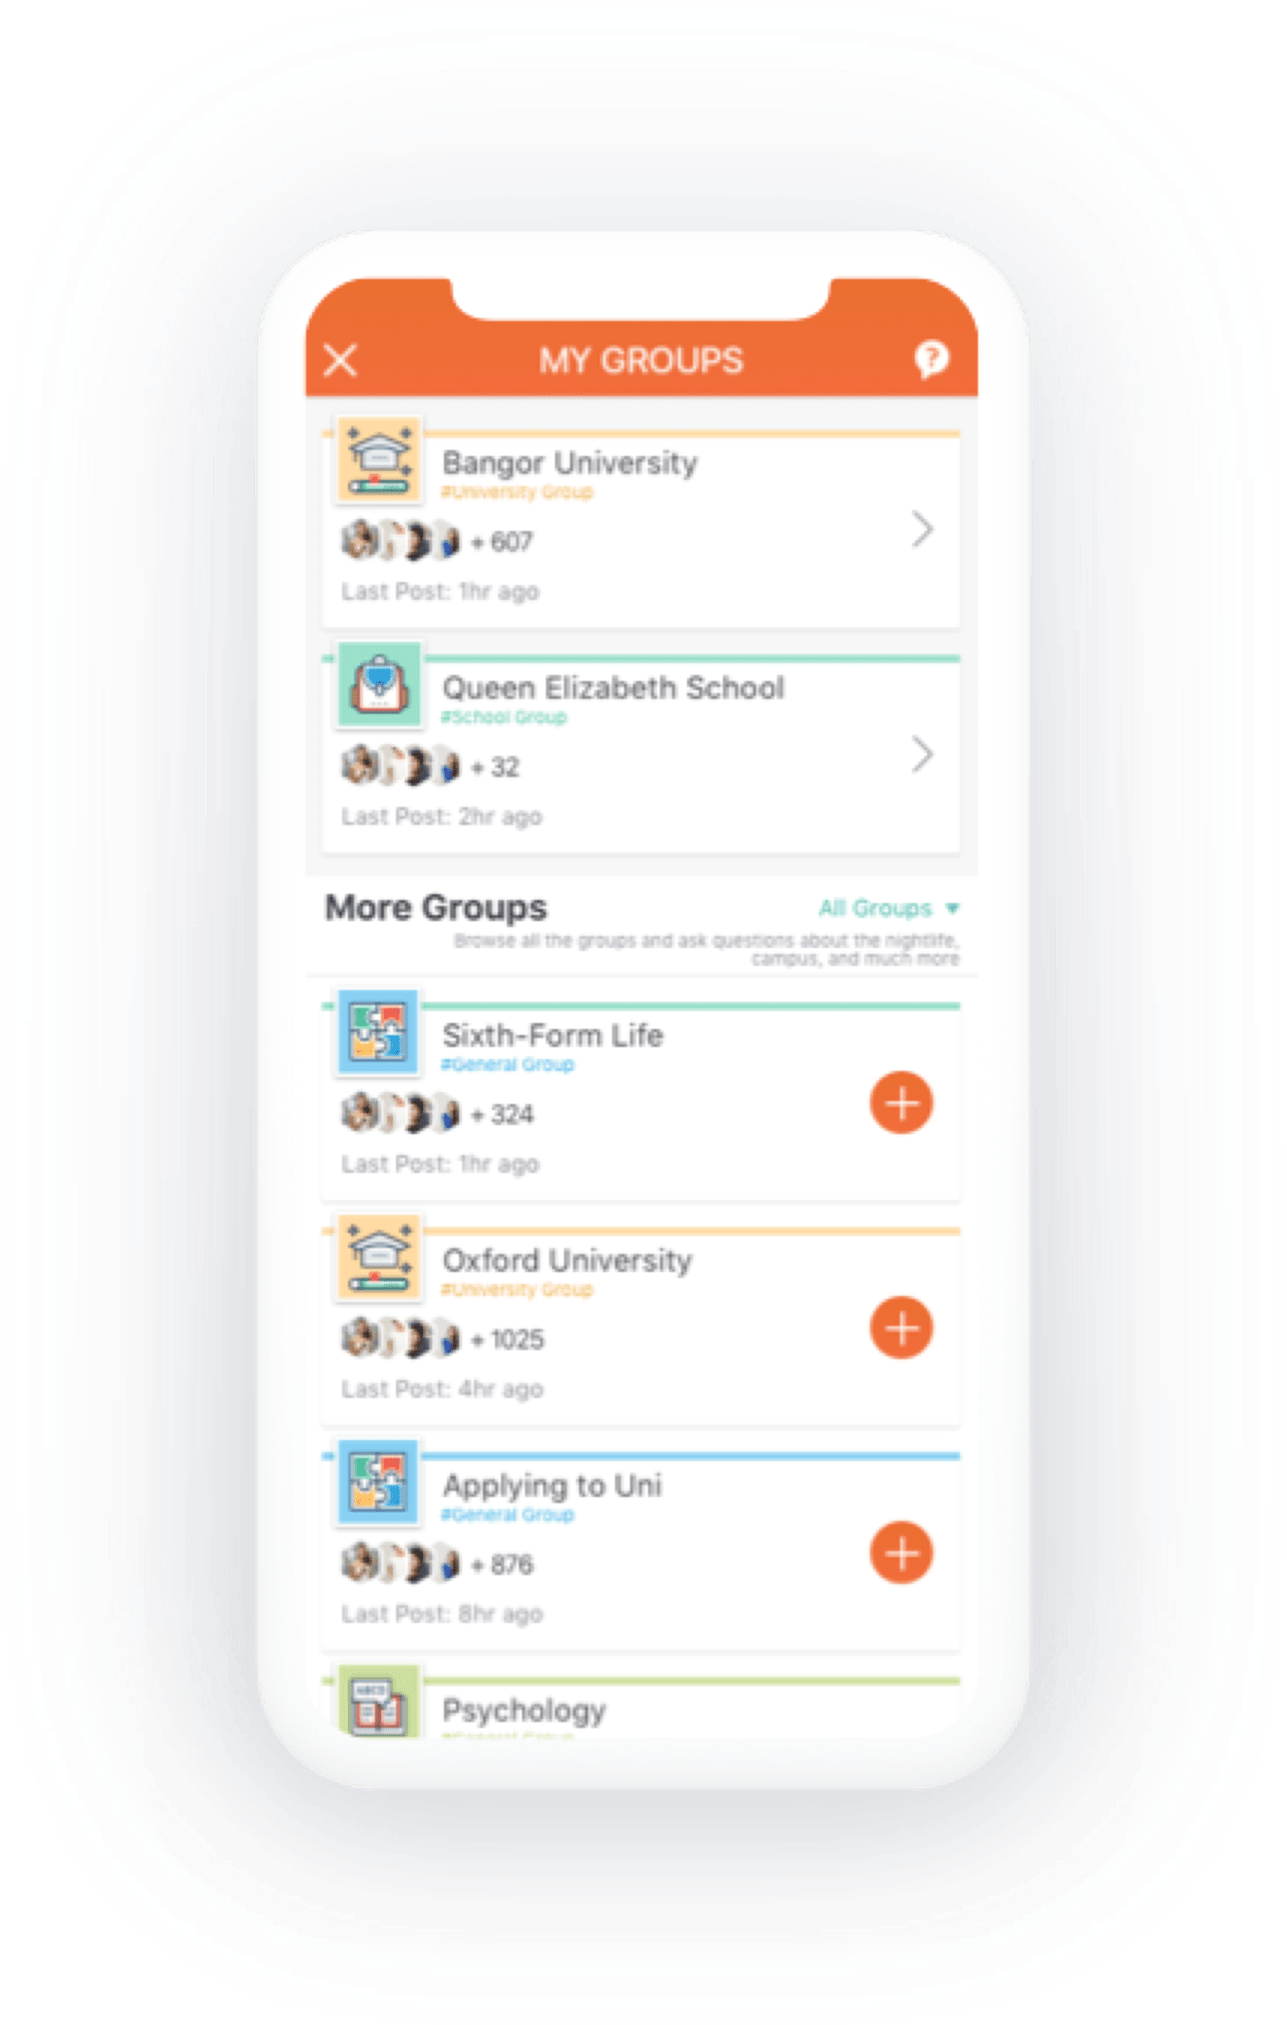 MY GROUPS
?
Bangor University
#University Group
+ 607
Last Post: 1hr ago
Queen Elizabeth School
#School Group
+ 32
Last Post: 2hr ago
More Groups
All Groups
Browse all the groups and ask questions about the nightlife,
campus, and much more
Sixth-Form Life
#General Group
+ 324
Last Post: 1hr ago
Oxford University
#University Group
+ 1025
Last Post: 4hr ago
Applying to Uni
#General Group
+ 876
Last Post: 8hr ago
Psychology
#General Group